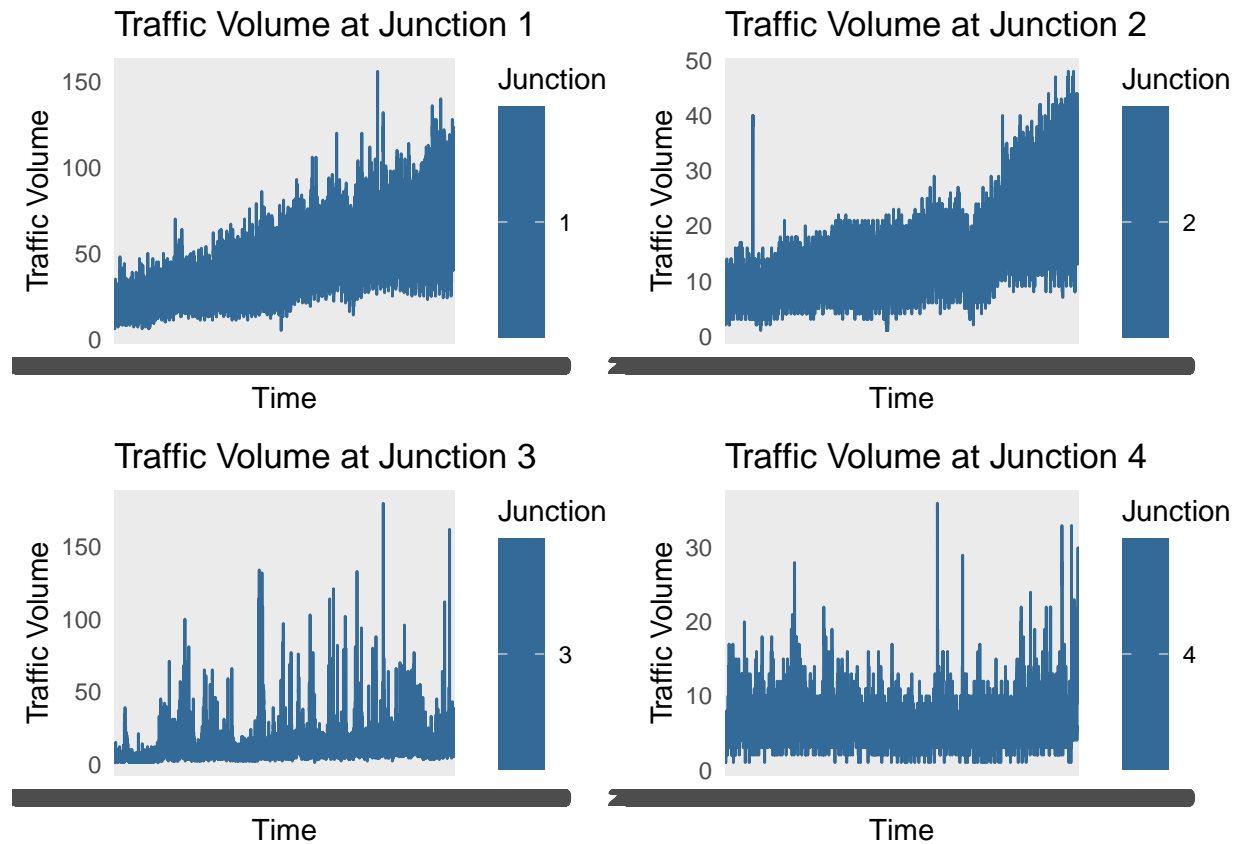 Traffic Volume at Junction 1
Traffic Volume
150
100
50
0
Time
Junction
1
Traffic Volume at Junction 2
Traffic Volume
50
40
30
20
10
0
Time
Junction
2
Traffic Volume at Junction 3
Traffic Volume
150
100
50
0
Time
Junction
3
Traffic Volume at Junction 4
Traffic Volume
30
20
10
0
Time
Junction
4